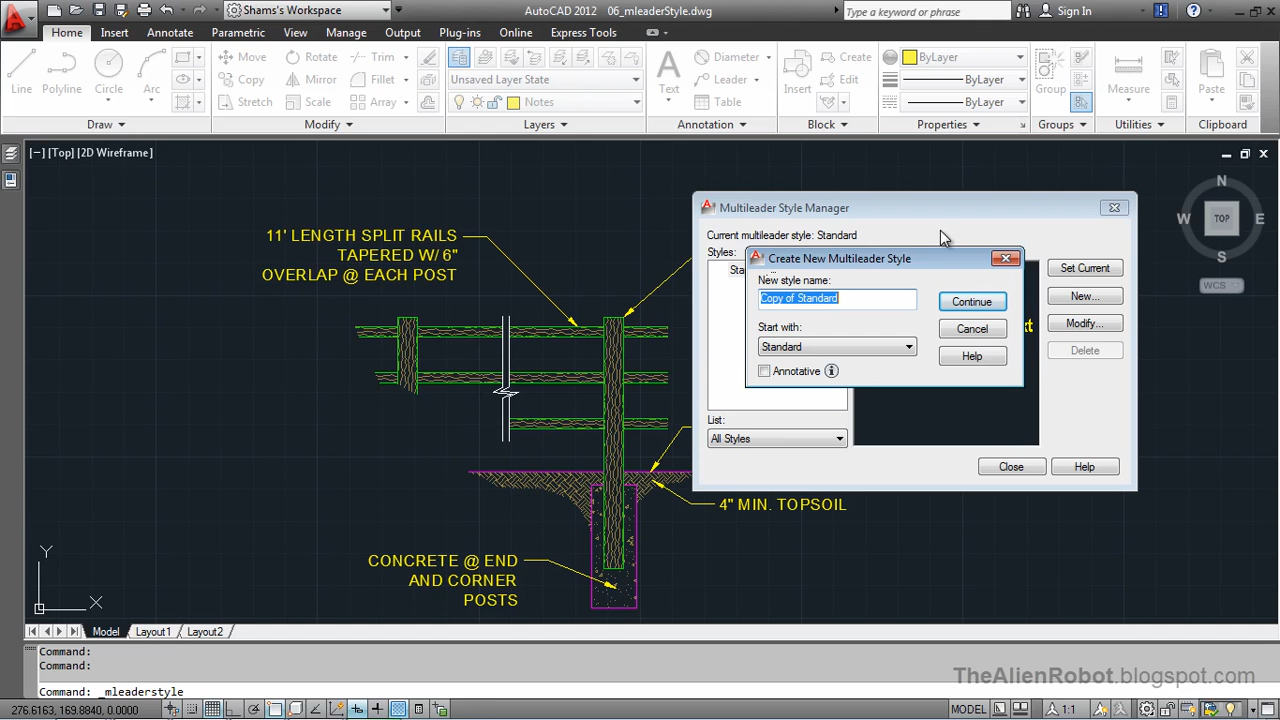 Shams's Workspace
AutoCAD 2012 06_mleaderStyle.dwg
Type a keyword or phrase
Sign In
Home Insert Annotate Parametric View Manage Output Plug-ins Online Express Tools
Line
Polyline
Circle
Arc
Draw
Move
Rotate
Trim
Copy
Mirror
Fillet
Stretch
Scale
Array
Modify
Unsaved Layer State
Notes
Layers
Text
Diameter
Leader
Table
Annotation
Insert
Create
Edit
Block
ByLayer
ByLayer
ByLayer
Properties
Group
Groups
Measure
Utilities
Paste
Clipboard
[−] [Top] [2D Wireframe]
N
W TOP E
S
WCS
11' LENGTH SPLIT RAILS
TAPERED W/ 6"
OVERLAP @ EACH POST
4" MIN. TOPSOIL
CONCRETE @ END
AND CORNER
POSTS
Y
X
Multileader Style Manager
Current multileader style: Standard
Styles:
Set Current
New...
Modify...
Delete
List:
All Styles
Close
Help
Create New Multileader Style
New style name:
Copy of Standard
Start with:
Standard
Annotative
Continue
Cancel
Help
Model Layout1 Layout2
Command:
Command:
Command: _mleaderstyle
TheAlienRobot.blogspot.com
276.6163, 169.8840, 0.0000
MODEL
1:1